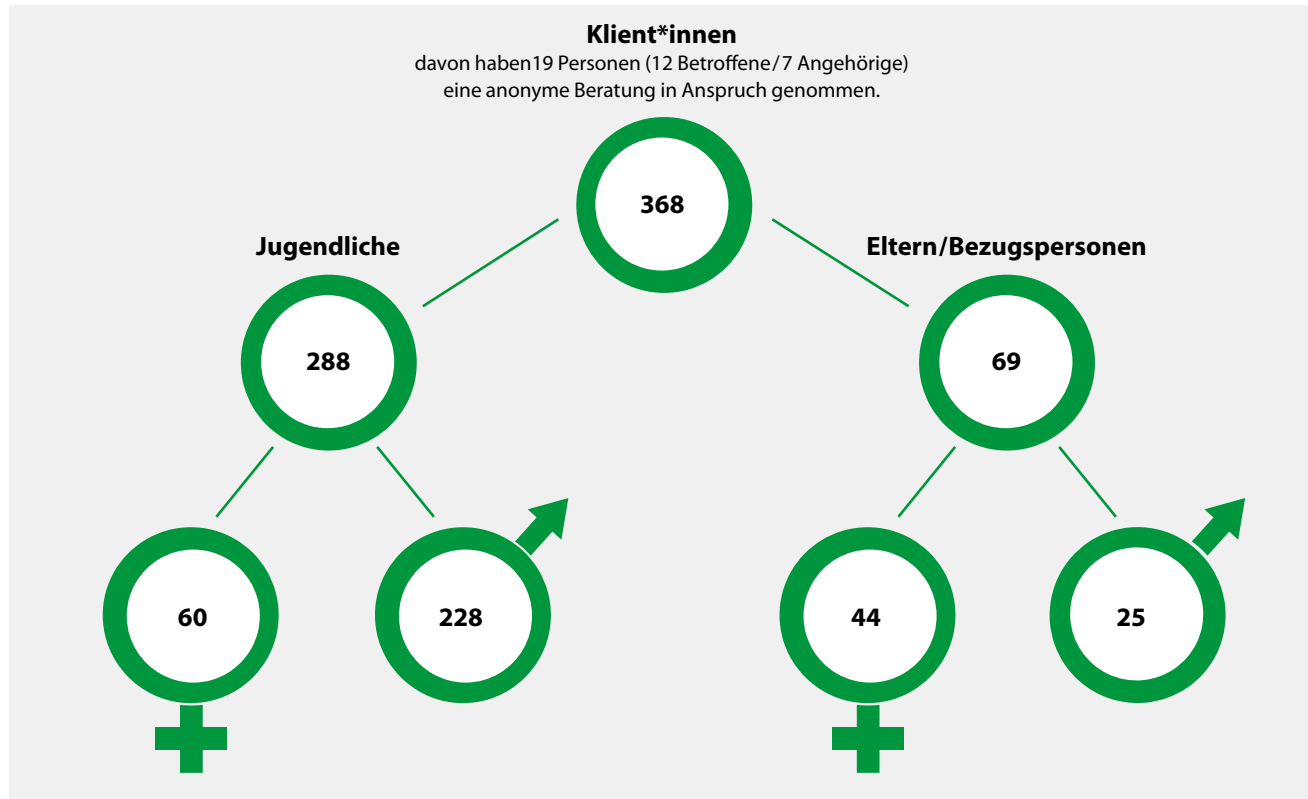 Klient*innen
davon haben19 Personen (12 Betroffene/7 Angehörige)
eine anonyme Beratung in Anspruch genommen.
368
Jugendliche
Eltern/Bezugspersonen
288
69
60
228
44
25